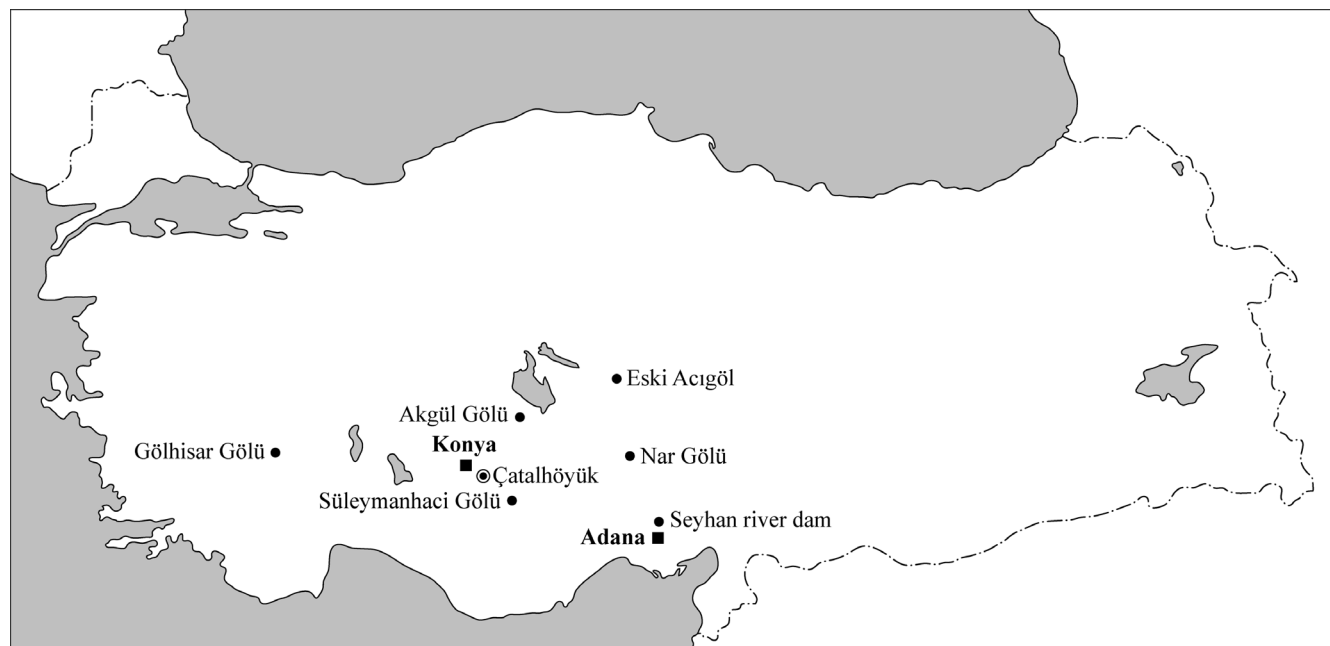 Eski Acıgöl
Akgül Gölü
Konya
Gölhisar Gölü
Nar Gölü
Çatalhöyük
Süleymanhaci Gölü
Seyhan river dam
Adana